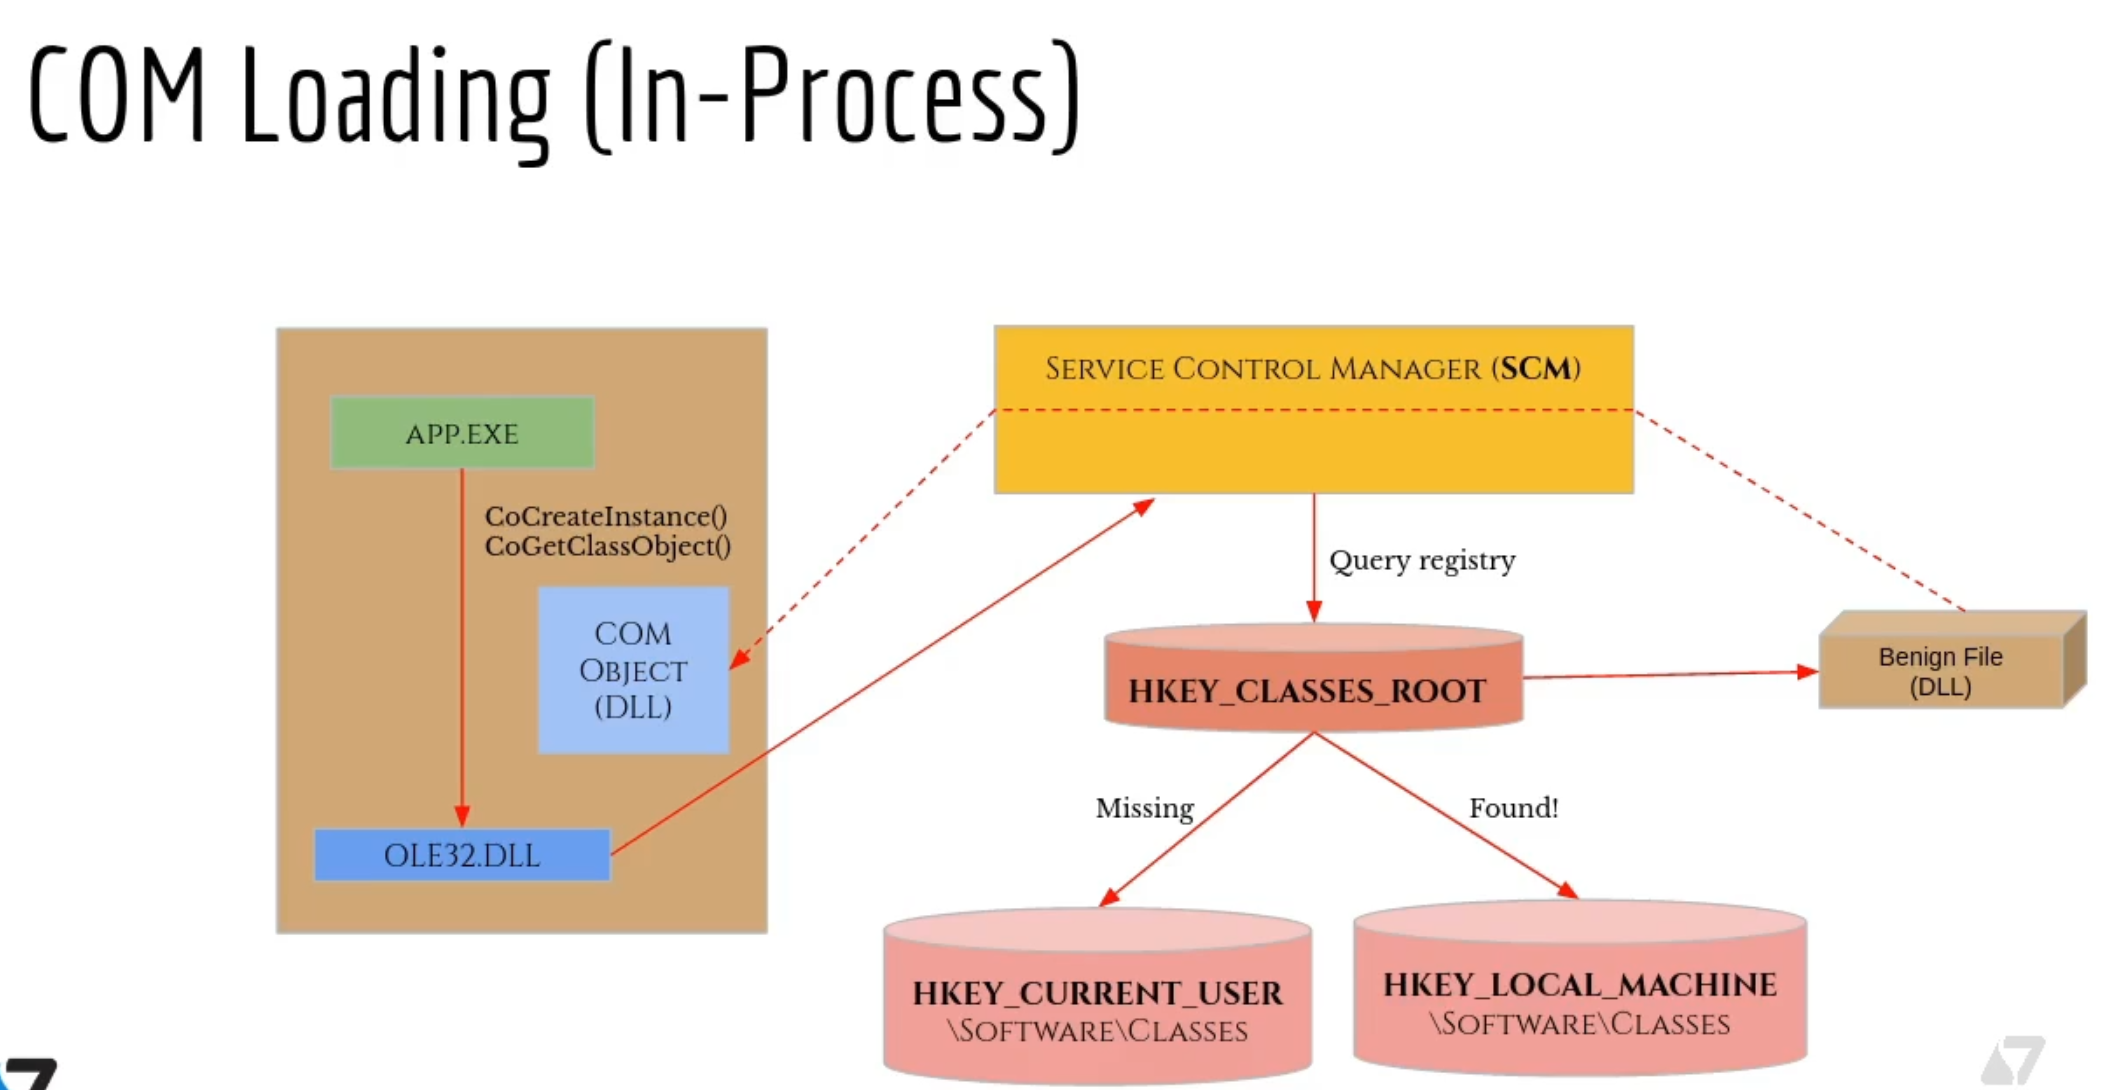 COM Loading (In-Process)
APP.EXE
CoCreateInstance()
CoGetClassObject()
COM
OBJECT
(DLL)
OLE32.DLL
SERVICE CONTROL MANAGER (SCM)
Query registry
HKEY_CLASSES_ROOT
Benign File
(DLL)
Missing
Found!
HKEY_CURRENT_USER
\SOFTWARE\CLASSES
HKEY_LOCAL_MACHINE
\SOFTWARE\CLASSES